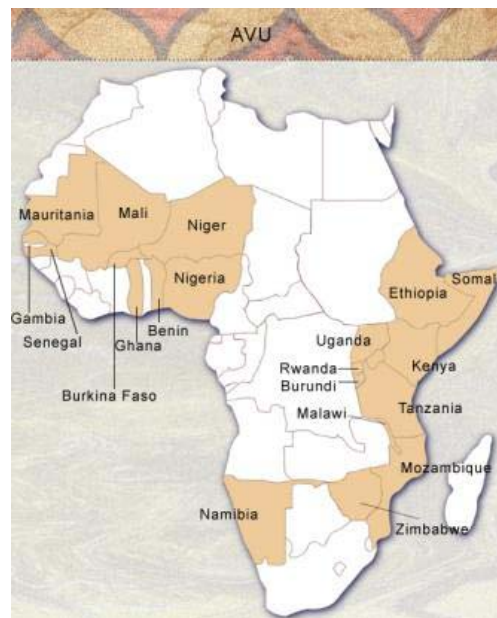 AVU
Mauritania
Mali
Niger
Nigeria
Gambia
Senegal
Ghana
Benin
Burkina Faso
Somal
Ethiopia
Uganda
Kenya
Rwanda
Burundi
Malawi
Tanzania
Mozambique
Namibia
Zimbabwe